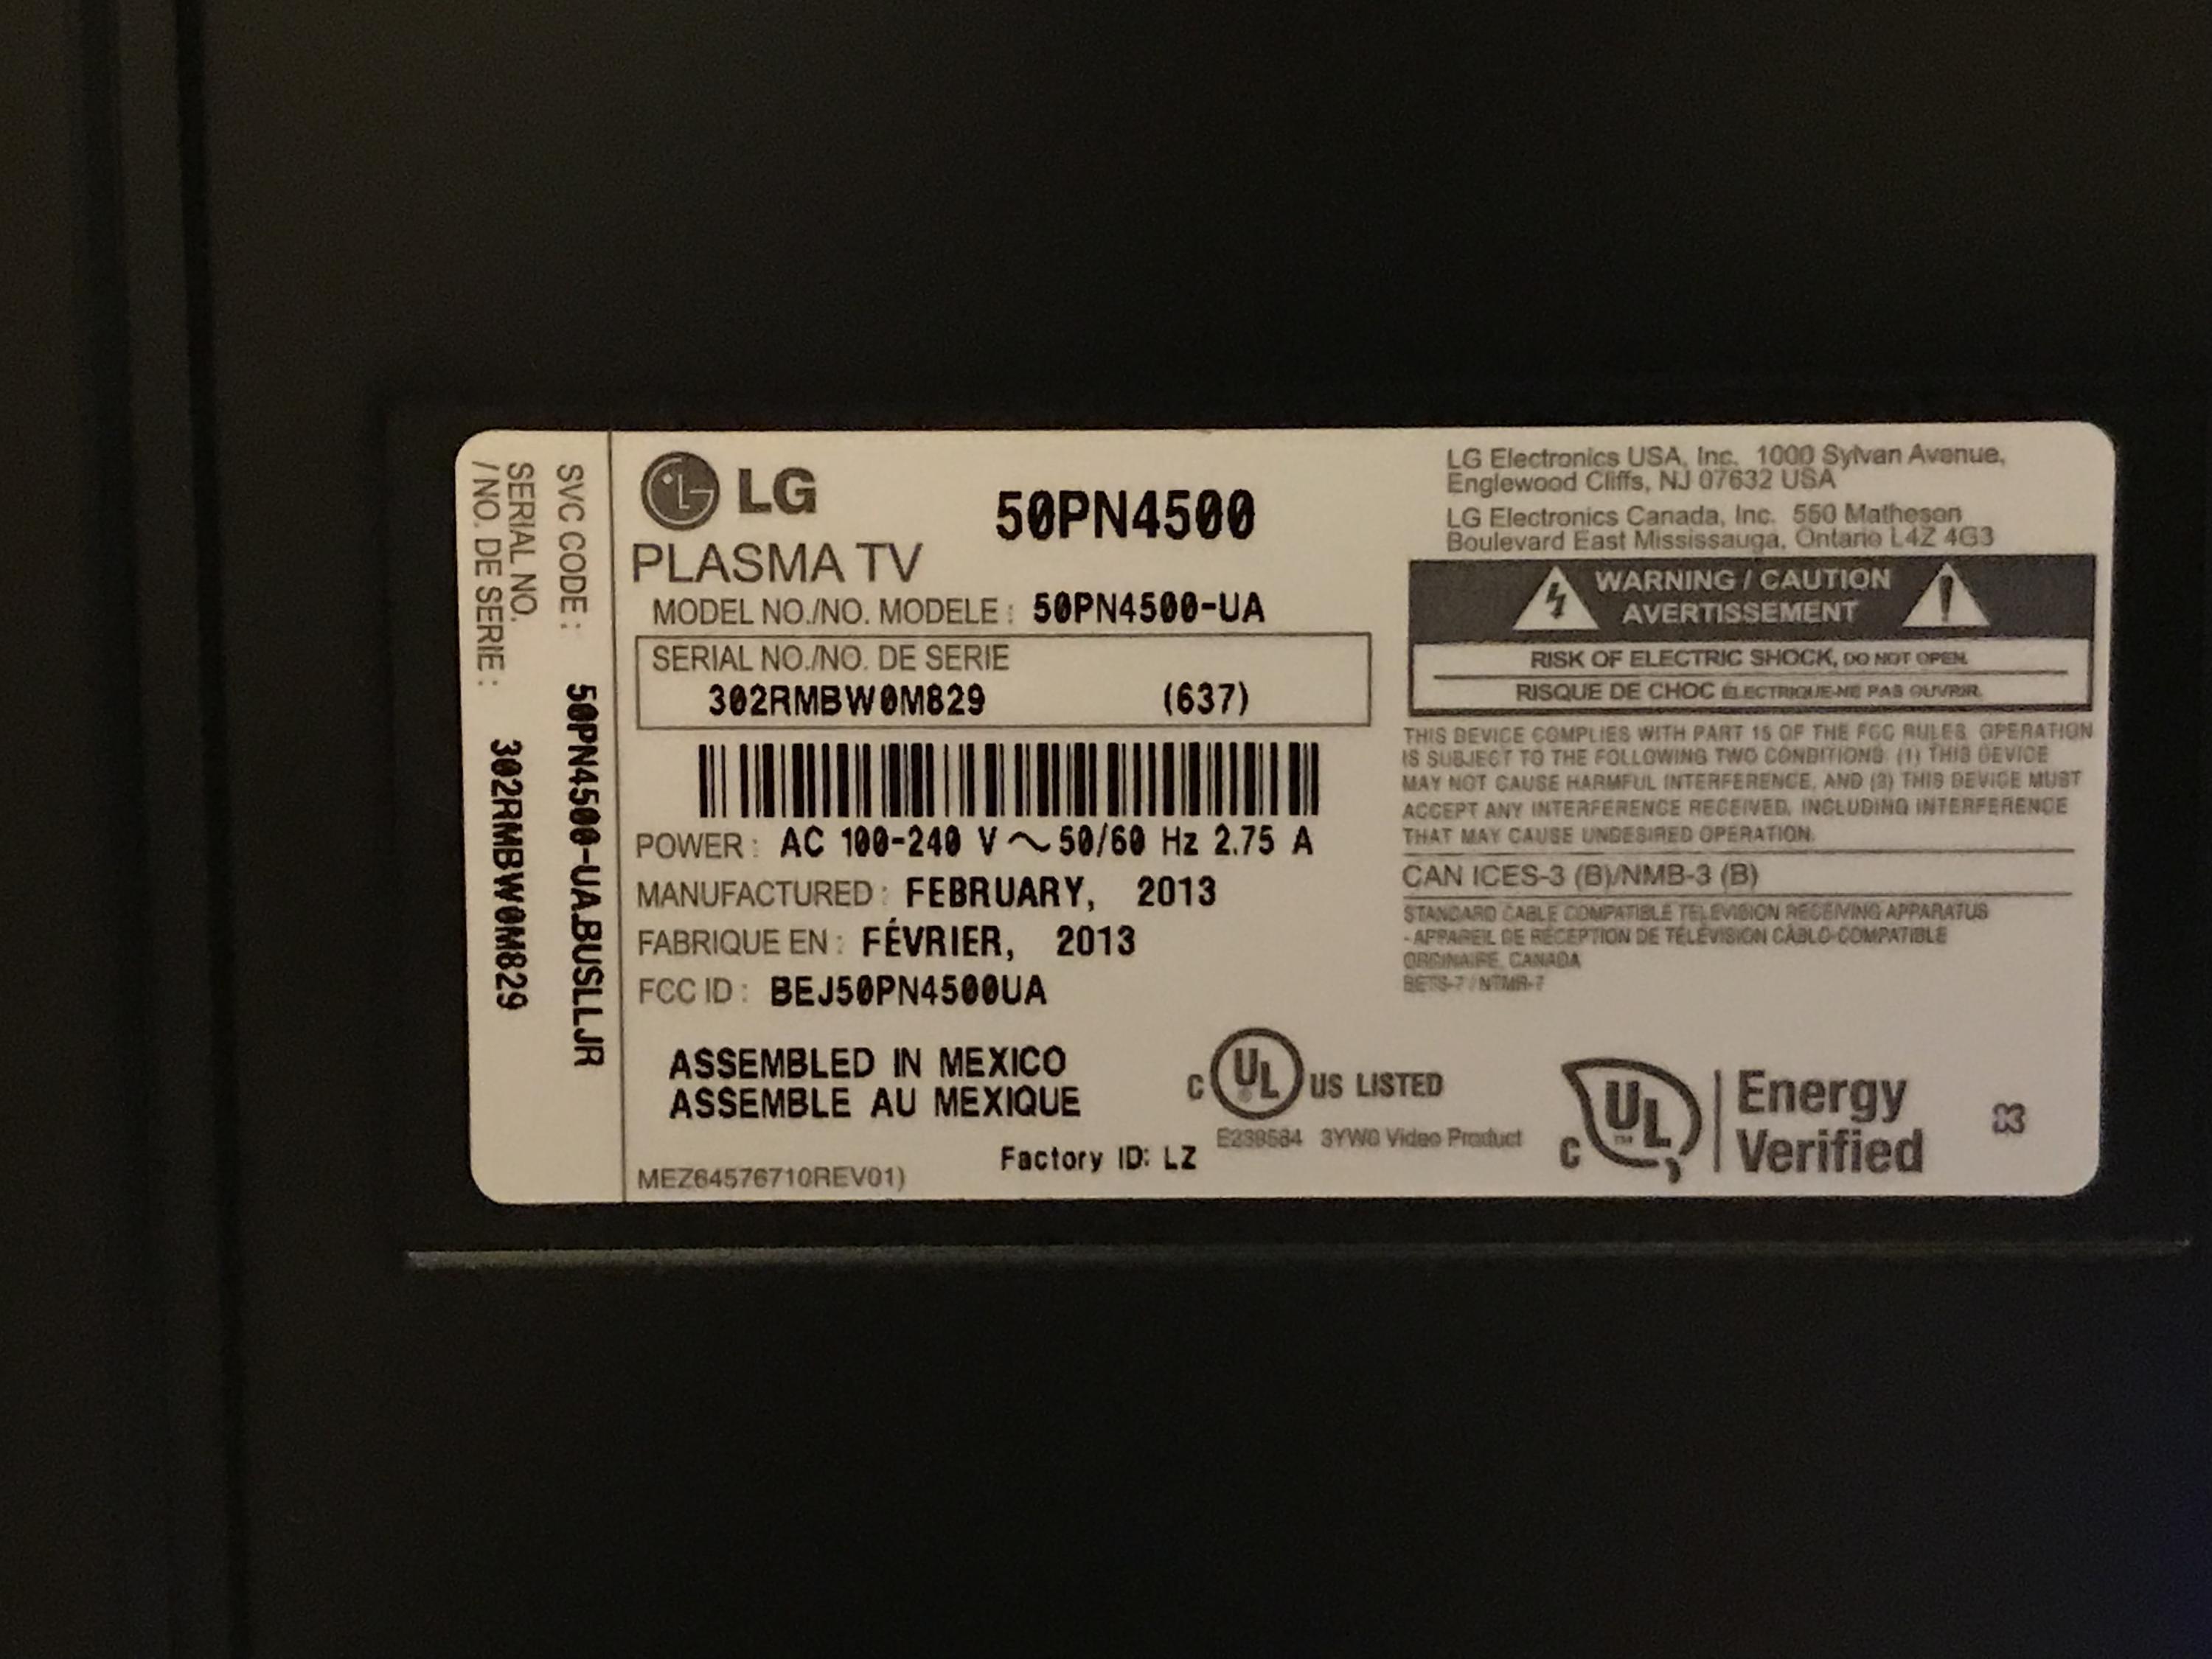 SVC CODE : 50PN4500-UA.BUSLLJR
SERIAL NO.
/ NO. DE SERIE : 302RMBW0M829
LG
50PN4500
PLASMA TV
MODEL NO./NO. MODELE : 50PN4500-UA
SERIAL NO./NO. DE SERIE
302RMBW0M829 (637)
POWER : AC 100-240 V ~ 50/60 Hz 2.75 A
MANUFACTURED : FEBRUARY, 2013
FABRIQUE EN : FÉVRIER, 2013
FCC ID : BEJ50PN4500UA
ASSEMBLED IN MEXICO
ASSEMBLE AU MEXIQUE
Factory ID: LZ
MEZ64576710REV01)
LG Electronics USA, Inc. 1000 Sylvan Avenue,
Englewood Cliffs, NJ 07632 USA
LG Electronics Canada, Inc. 550 Matheson
Boulevard East Mississauga, Ontario L4Z 4G3
WARNING / CAUTION
AVERTISSEMENT
RISK OF ELECTRIC SHOCK, DO NOT OPEN.
RISQUE DE CHOC ÉLECTRIQUE-NE PAS OUVRIR.
THIS DEVICE COMPLIES WITH PART 15 OF THE FCC RULES. OPERATION
IS SUBJECT TO THE FOLLOWING TWO CONDITIONS: (1) THIS DEVICE
MAY NOT CAUSE HARMFUL INTERFERENCE, AND (2) THIS DEVICE MUST
ACCEPT ANY INTERFERENCE RECEIVED, INCLUDING INTERFERENCE
THAT MAY CAUSE UNDESIRED OPERATION.
CAN ICES-3 (B)/NMB-3 (B)
STANDARD CABLE COMPATIBLE TELEVISION RECEIVING APPARATUS
- APPAREIL DE RÉCEPTION DE TÉLÉVISION CÂBLO-COMPATIBLE
ORDINAIRE, CANADA
BETS-7 / NTMR-7
C UL US LISTED
3YW0 Video Product
C UL Energy
Verified